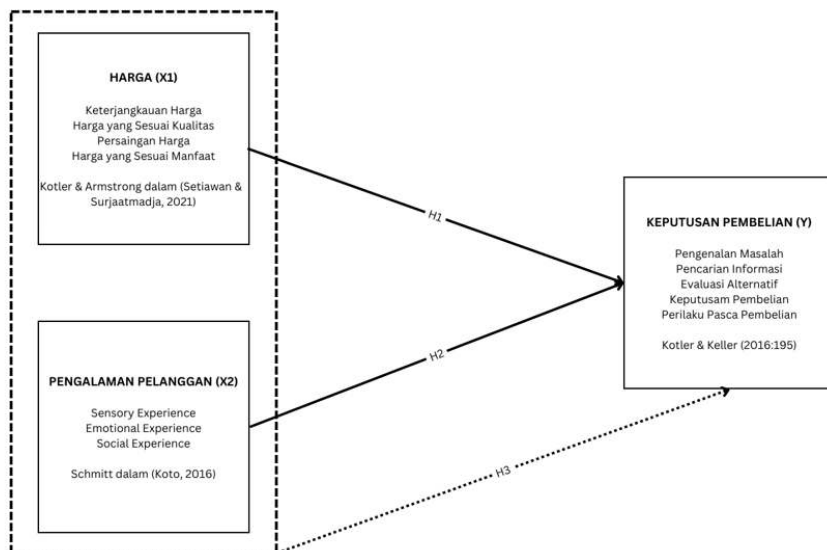 HARGA (X1)
Keterjangkauan Harga
Harga yang Sesuai Kualitas
Persaingan Harga
Harga yang Sesuai Manfaat
Kotler & Armstrong dalam (Setiawan &
Surjaatmadja, 2021)
H1
KEPUTUSAN PEMBELIAN (Y)
Pengenalan Masalah
Pencarian Informasi
Evaluasi Alternatif
Keputusam Pembelian
Perilaku Pasca Pembelian
Kotler & Keller (2016:195)
H2
PENGALAMAN PELANGGAN (X2)
Sensory Experience
Emotional Experience
Social Experience
Schmitt dalam (Koto, 2016)
H3